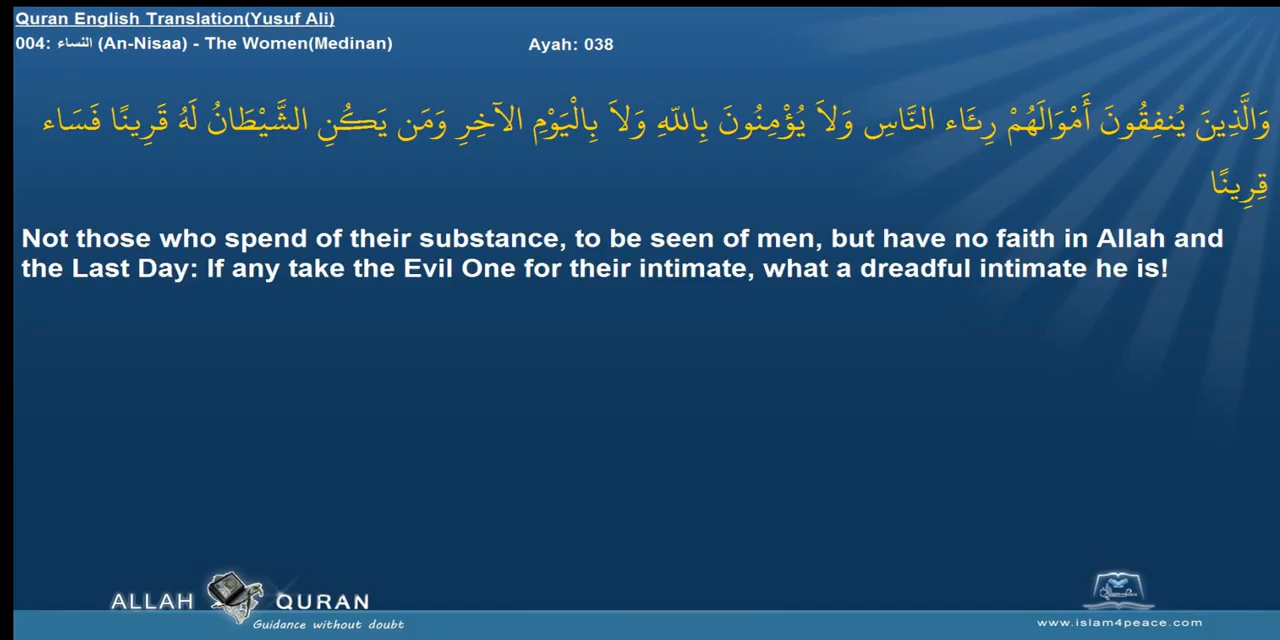 Quran English Translation(Yusuf Ali)
004: النساء (An-Nisaa) - The Women(Medinan) Ayah: 038
وَالَّذِينَ يُنفِقُونَ أَمْوَالَهُمْ رِئَاء النَّاسِ وَلاَ يُؤْمِنُونَ بِاللّهِ وَلاَ بِالْيَوْمِ الآخِرِ وَمَن يَكُنِ الشَّيْطَانُ لَهُ قَرِينًا فَسَاء
قِرِينًا
Not those who spend of their substance, to be seen of men, but have no faith in Allah and
the Last Day: If any take the Evil One for their intimate, what a dreadful intimate he is!
ALLAH QURAN
Guidance without doubt
www.islam4peace.com